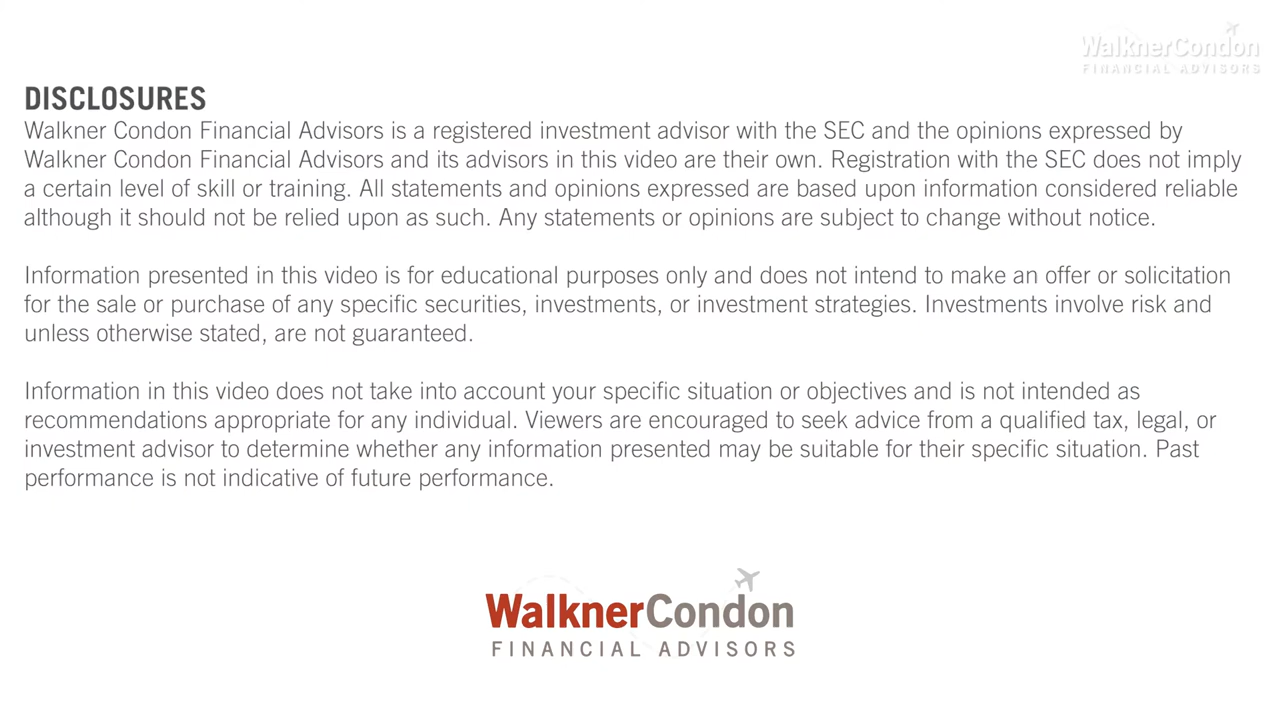 WalknerCondon
FINANCIAL ADVISORS
DISCLOSURES
Walkner Condon Financial Advisors is a registered investment advisor with the SEC and the opinions expressed by
Walkner Condon Financial Advisors and its advisors in this video are their own. Registration with the SEC does not imply
a certain level of skill or training. All statements and opinions expressed are based upon information considered reliable
although it should not be relied upon as such. Any statements or opinions are subject to change without notice.
Information presented in this video is for educational purposes only and does not intend to make an offer or solicitation
for the sale or purchase of any specific securities, investments, or investment strategies. Investments involve risk and
unless otherwise stated, are not guaranteed.
Information in this video does not take into account your specific situation or objectives and is not intended as
recommendations appropriate for any individual. Viewers are encouraged to seek advice from a qualified tax, legal, or
investment advisor to determine whether any information presented may be suitable for their specific situation. Past
performance is not indicative of future performance.
WalknerCondon
FINANCIAL ADVISORS